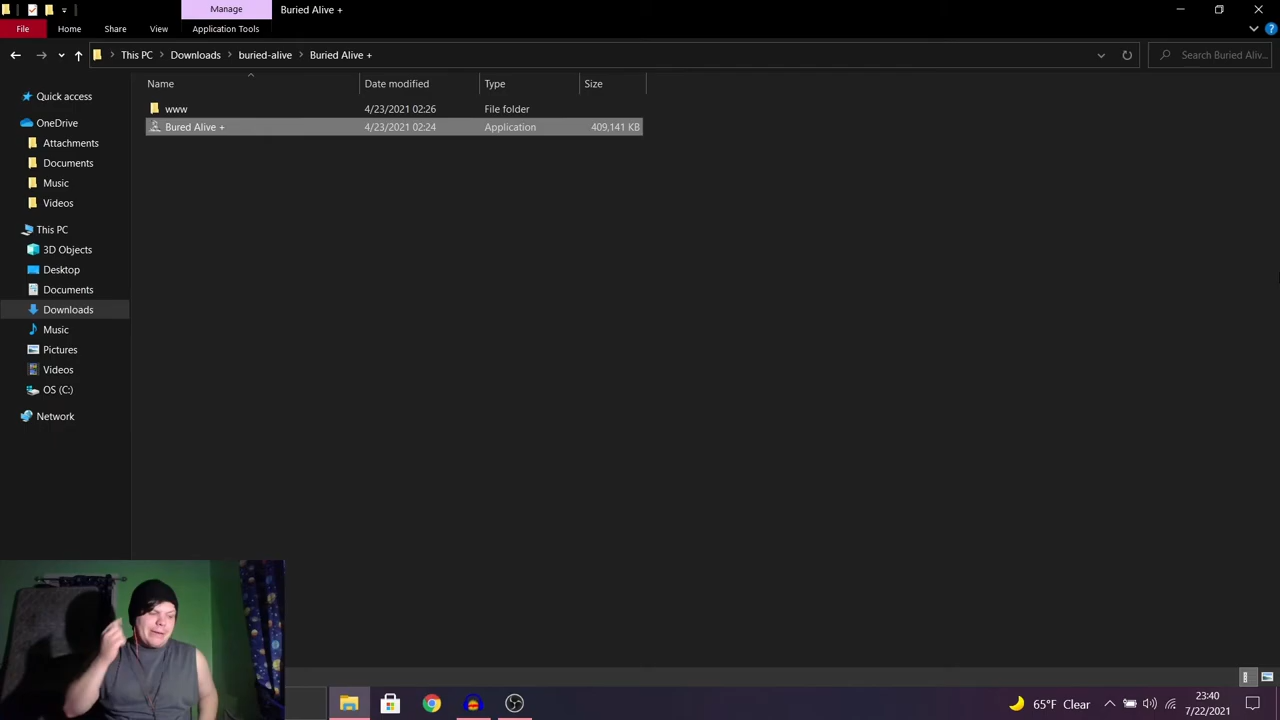 Manage
Buried Alive +
File
Home
Share
View
Application Tools
This PC
Downloads
buried-alive
Buried Alive +
Search Buried Aliv...
Name
Date modified
Type
Size
www
4/23/2021 02:26
File folder
Bured Alive +
4/23/2021 02:24
Application
409,141 KB
Quick access
OneDrive
Attachments
Documents
Music
Videos
This PC
3D Objects
Desktop
Documents
Downloads
Music
Pictures
Videos
OS (C:)
Network
65°F Clear
23:40
7/22/2021